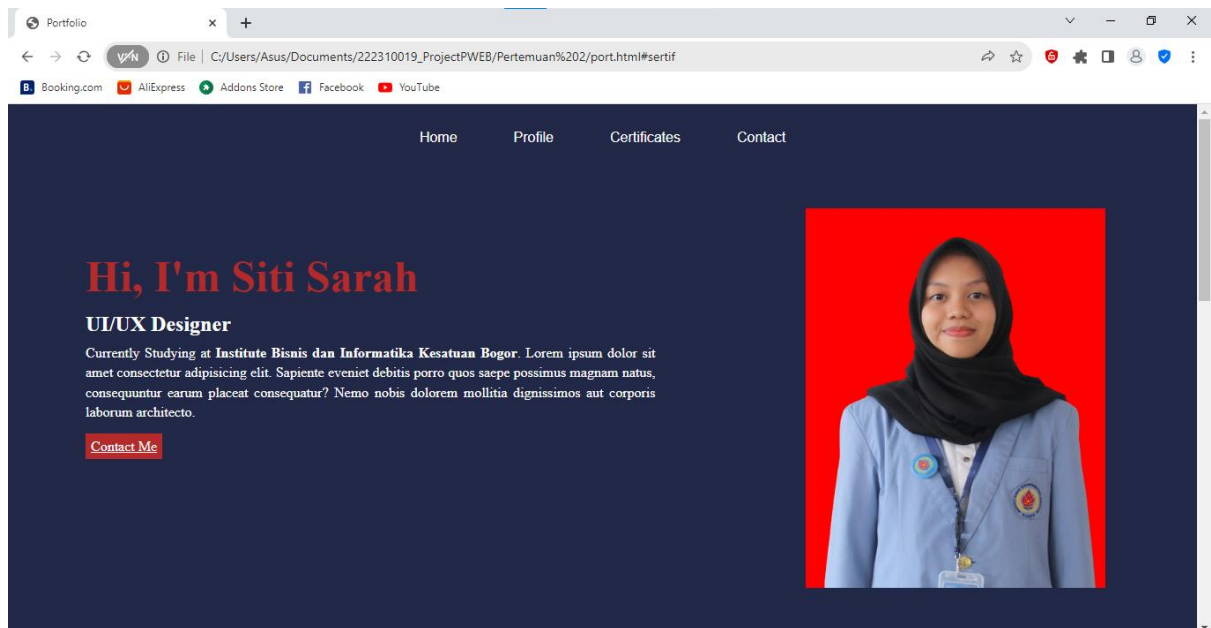 Portfolio
File | C:/Users/Asus/Documents/222310019_ProjectPWEB/Pertemuan%202/port.html#sertif
Booking.com AliExpress Addons Store Facebook YouTube
Home Profile Certificates Contact
Hi, I'm Siti Sarah
UI/UX Designer
Currently Studying at Institute Bisnis dan Informatika Kesatuan Bogor. Lorem ipsum dolor sit
amet consectetur adipisicing elit. Sapiente eveniet debitis porro quos saepe possimus magnam natus,
consequuntur earum placeat consequatur? Nemo nobis dolorem mollitia dignissimos aut corporis
laborum architecto.
Contact Me